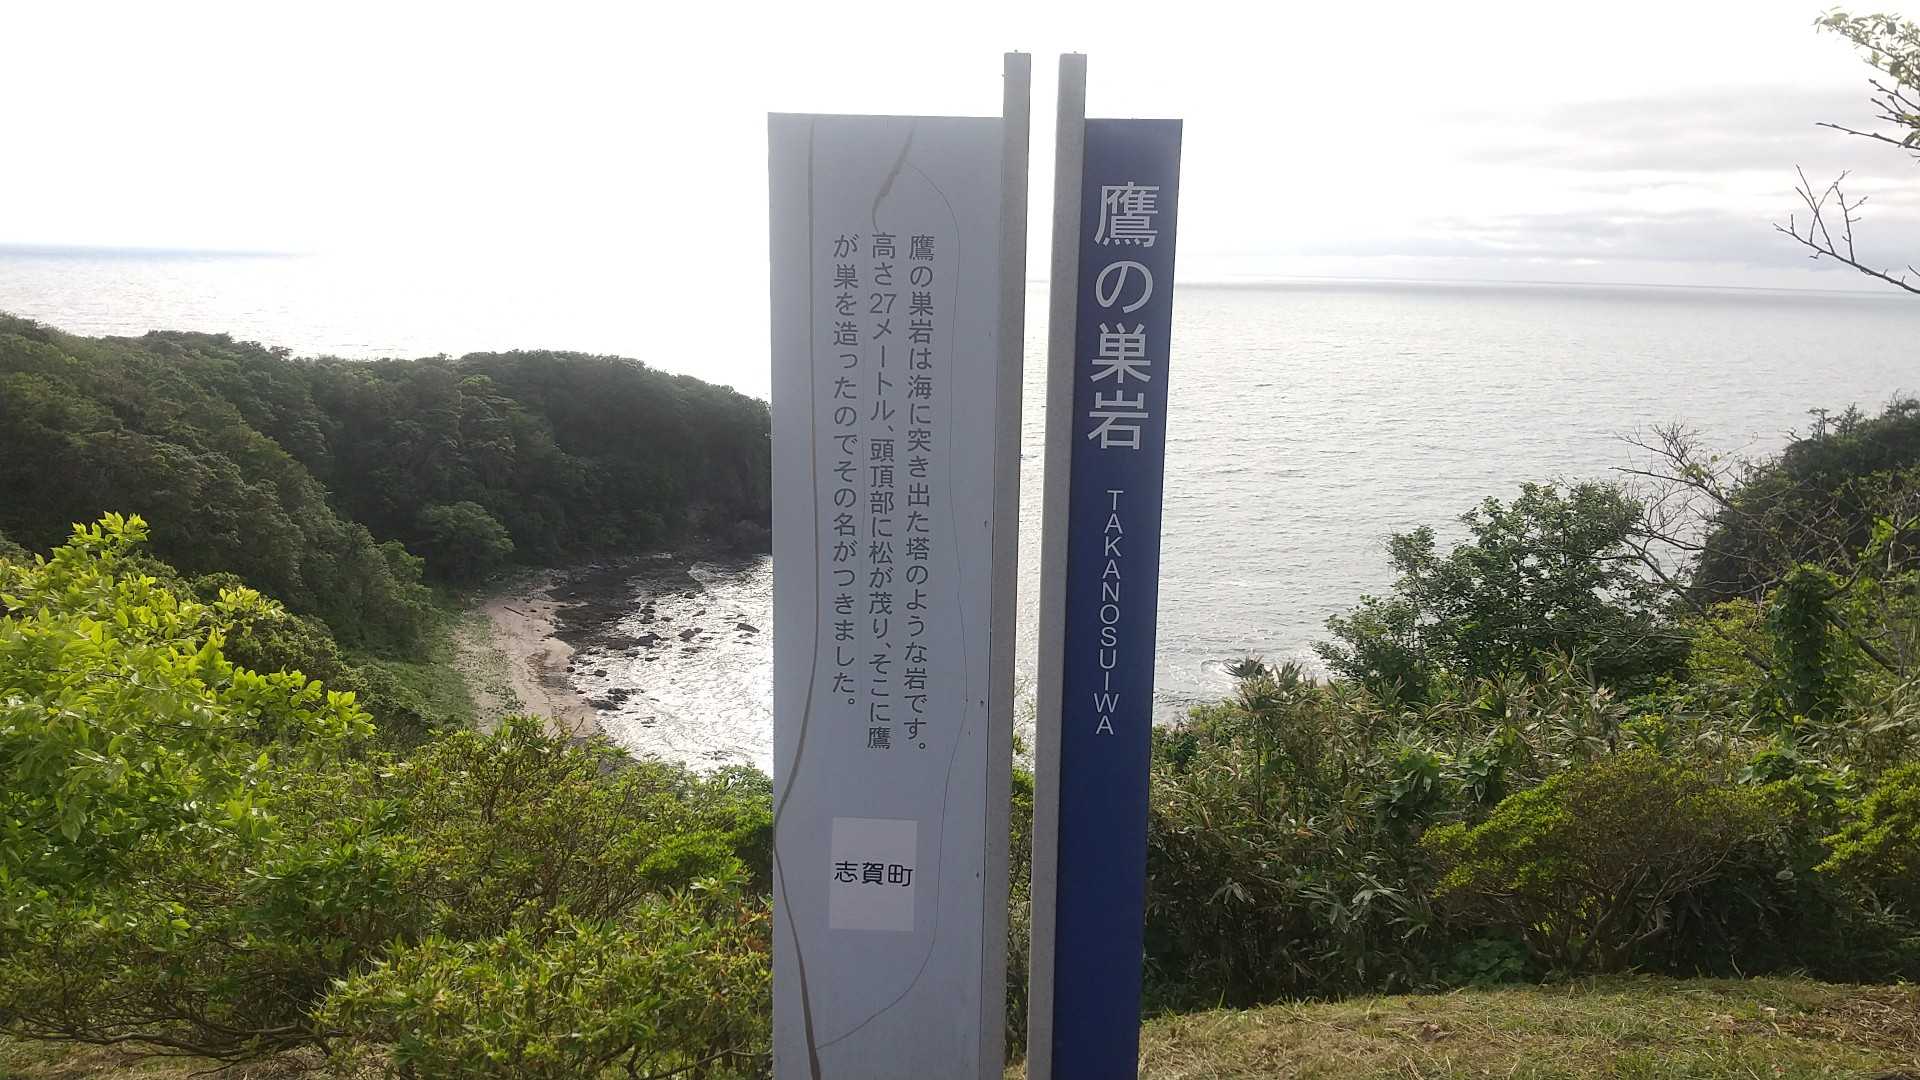 鷹の巣岩
TAKANOSUIWA
鷹の巣岩は海に突き出た塔のような岩です。
高さ27メートル、頭頂部に松が茂り、そこに鷹
が巣を造ったのでその名がつきました。
志賀町